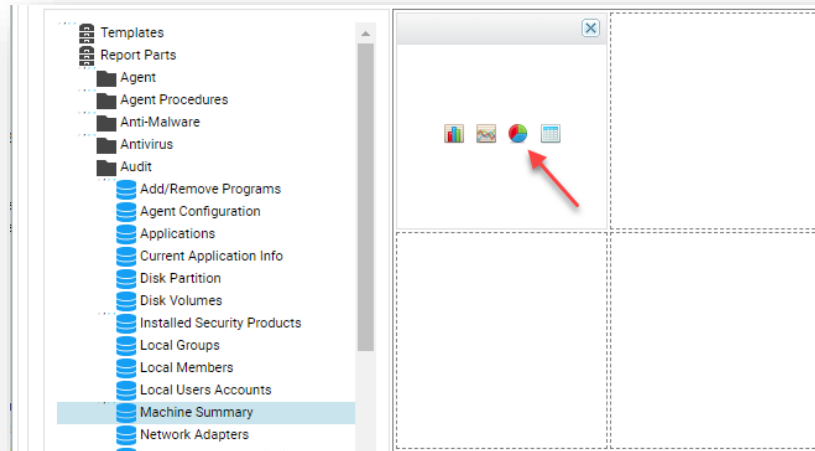 Templates
Report Parts
Agent
Agent Procedures
Anti-Malware
Antivirus
Audit
Add/Remove Programs
Agent Configuration
Applications
Current Application Info
Disk Partition
Disk Volumes
Installed Security Products
Local Groups
Local Members
Local Users Accounts
Machine Summary
Network Adapters